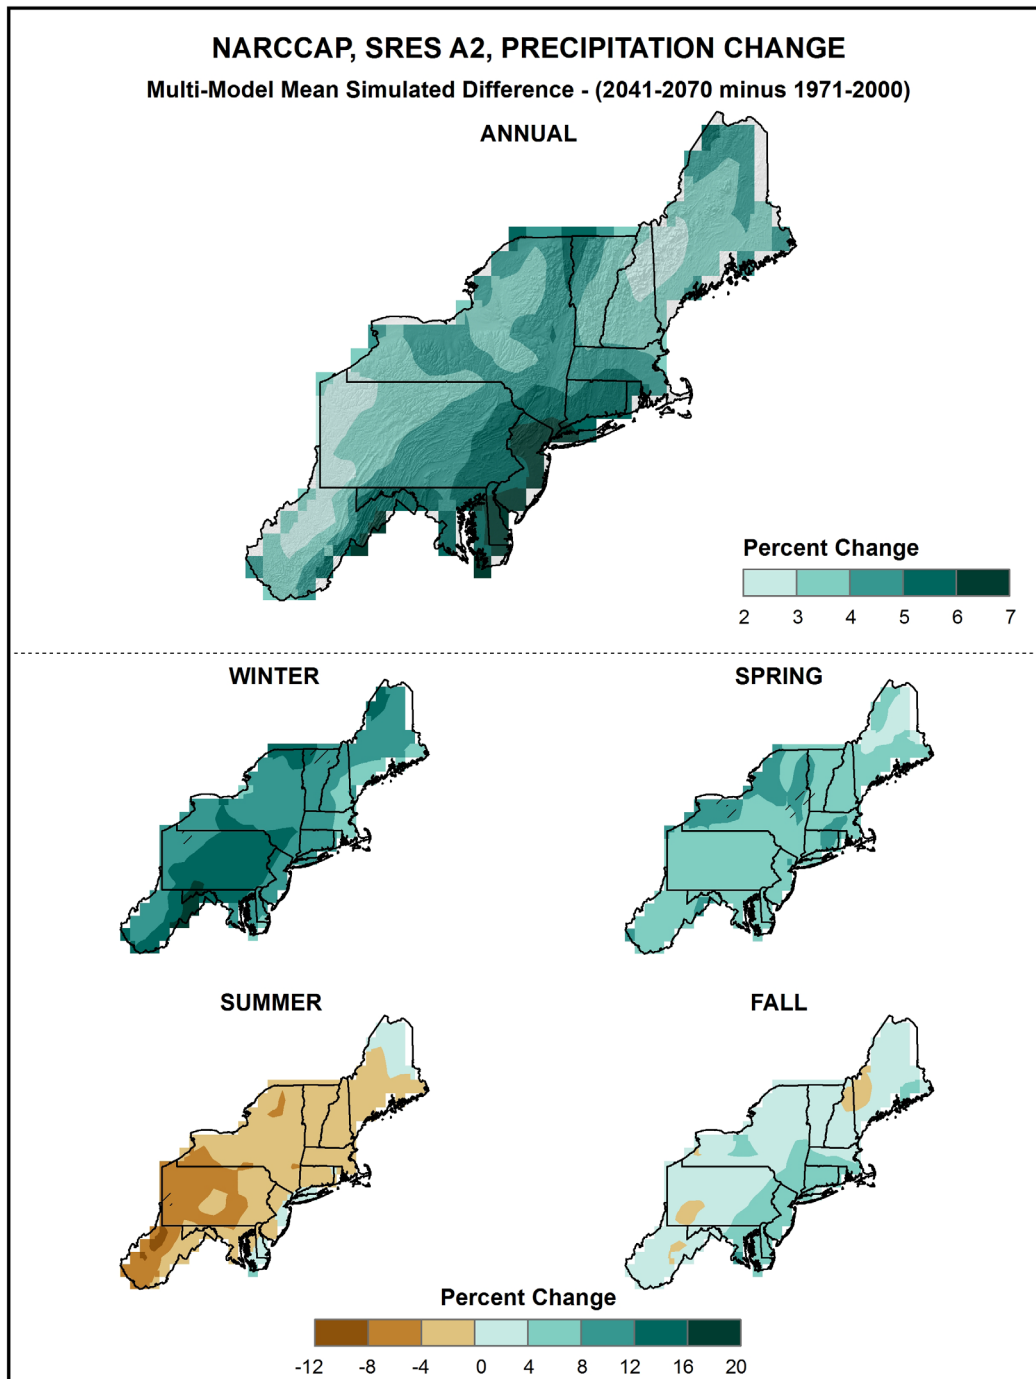 NARCCAP, SRES A2, PRECIPITATION CHANGE
Multi-Model Mean Simulated Difference - (2041-2070 minus 1971-2000)
ANNUAL
Percent Change
2 3 4 5 6 7
WINTER
SPRING
SUMMER
FALL
Percent Change
-12 -8 -4 0 4 8 12 16 20